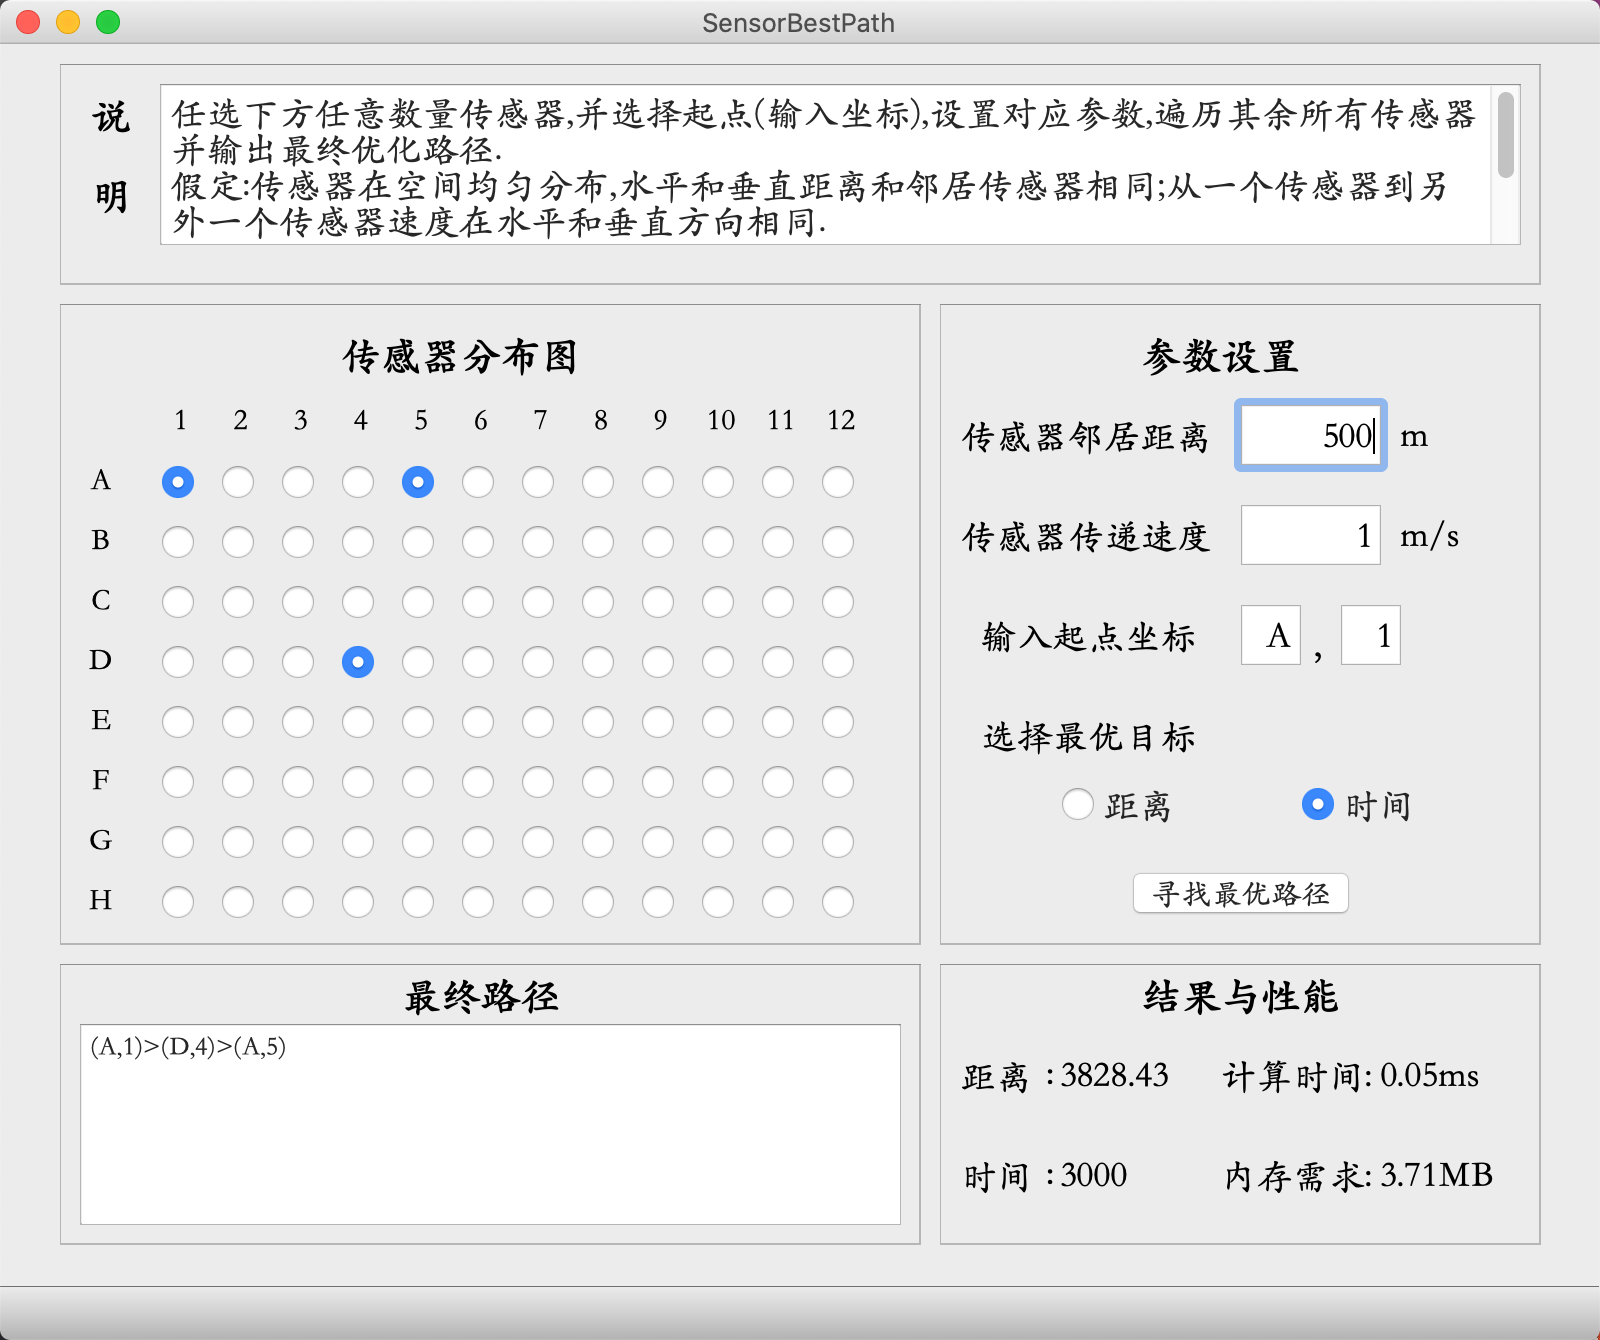 SensorBestPath
说
明
任选下方任意数量传感器,并选择起点(输入坐标),设置对应参数,遍历其余所有传感器
并输出最终优化路径.
假定:传感器在空间均匀分布,水平和垂直距离和邻居传感器相同;从一个传感器到另
外一个传感器速度在水平和垂直方向相同.
传感器分布图
1 2 3 4 5 6 7 8 9 10 11 12
A
B
C
D
E
F
G
H
参数设置
传感器邻居距离 500 m
传感器传递速度 1 m/s
输入起点坐标 A , 1
选择最优目标
距离 时间
寻找最优路径
最终路径
(A,1)>(D,4)>(A,5)
结果与性能
距离 :3828.43 计算时间: 0.05ms
时间 :3000 内存需求: 3.71MB